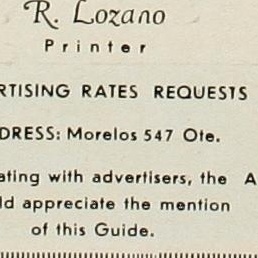 R. Lozano
Printer
RTISING RATES REQUESTS
DRESS: Morelos 547 Ote.
ating with advertisers, the A
ld appreciate the mention
of this Guide.